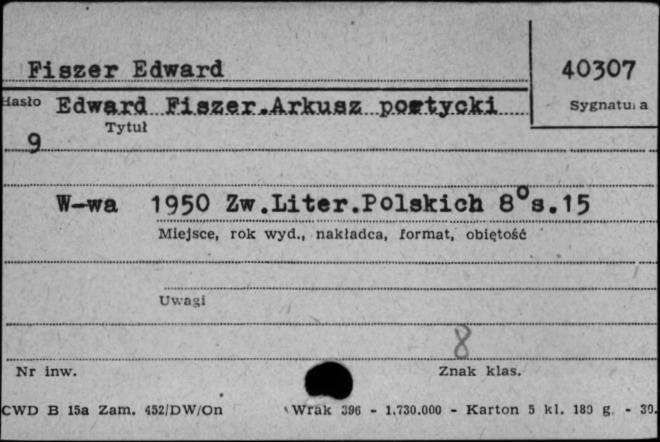 Fiszer Edward
40307
Hasło Edward Fiszer.Arkusz poetycki
Sygnatura
Tytuł
9
W-wa 1950 Zw.Liter.Polskich 8°s.15
Miejsce, rok wyd., nakładca, format, objętość
Uwagi
8
Nr inw.
Znak klas.
CWD B 15a Zam. 452/DW/On Wrak 396 - 1.730.000 - Karton 5 kl. 180 g. - 30.